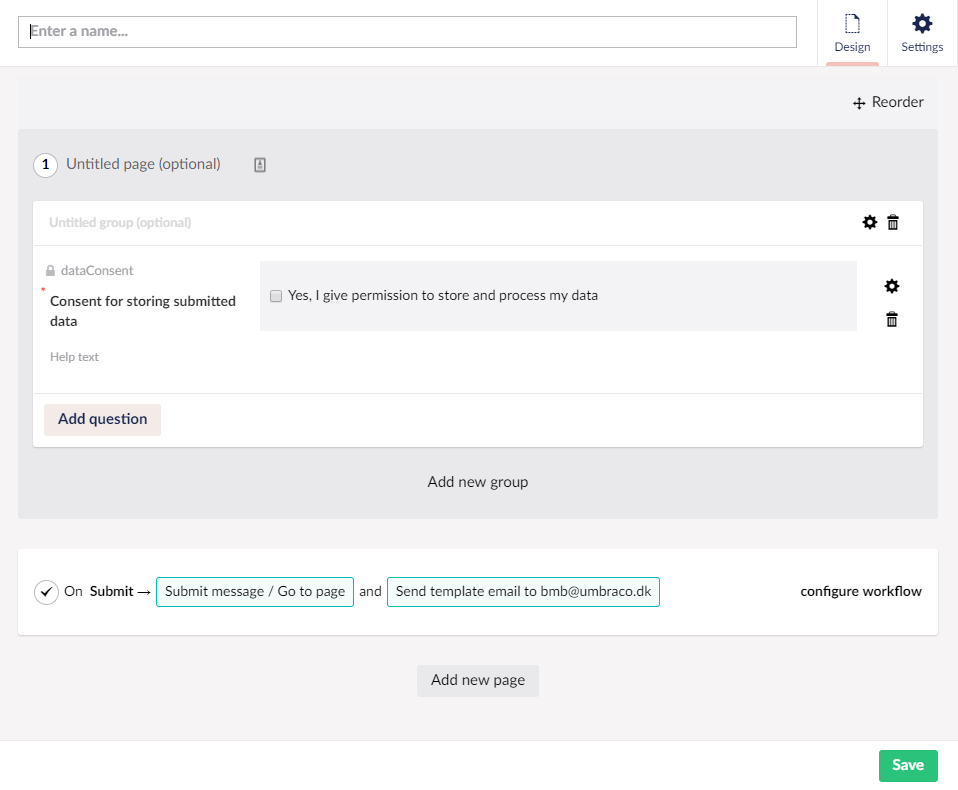 Enter a name...
Design
Settings
Reorder
1 Untitled page (optional)
Untitled group (optional)
dataConsent
Consent for storing submitted
data
Yes, I give permission to store and process my data
Help text
Add question
Add new group
On Submit → Submit message / Go to page and Send template email to bmb@umbraco.dk configure workflow
Add new page
Save